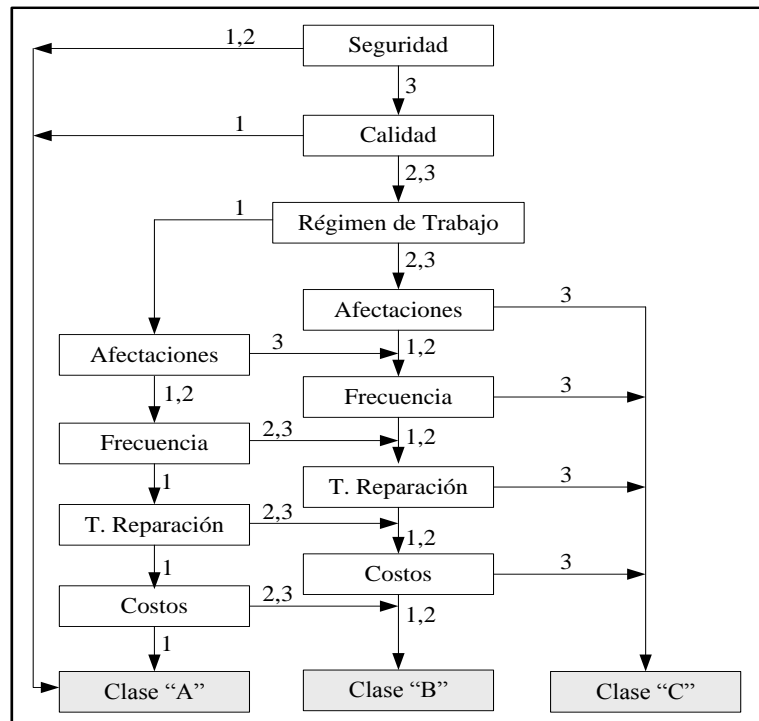 1,2
Seguridad
3
1
Calidad
2,3
1
Régimen de Trabajo
2,3
Afectaciones
3
Afectaciones
3
1,2
1,2
Frecuencia
3
Frecuencia
2,3
1,2
1
T. Reparación
3
T. Reparación
2,3
1,2
1
Costos
3
Costos
2,3
1,2
1
Clase “A”
Clase “B”
Clase “C”